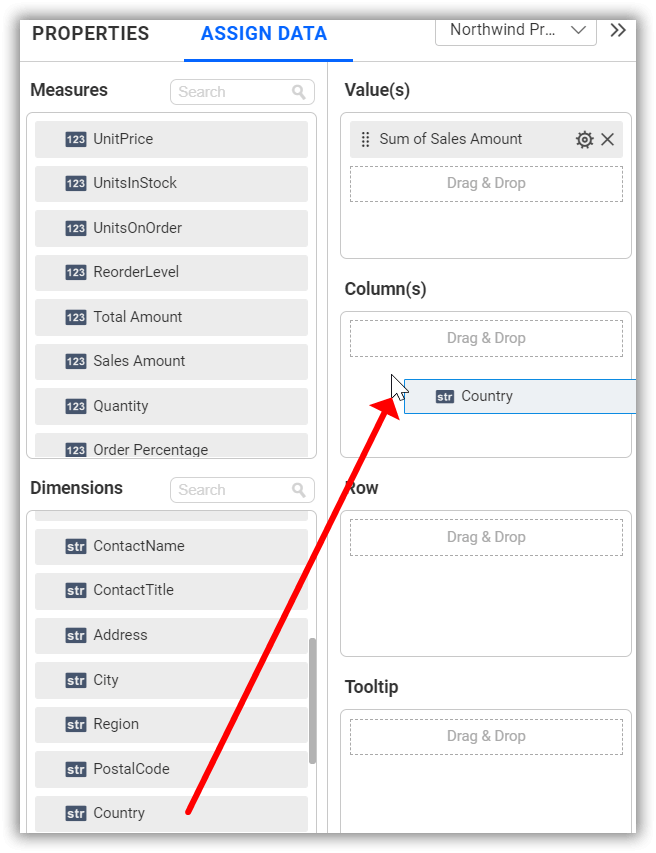 PROPERTIES
ASSIGN DATA
Northwind Pr...
Measures
Search
123 UnitPrice
123 UnitsInStock
123 UnitsOnOrder
123 ReorderLevel
123 Total Amount
123 Sales Amount
123 Quantity
123 Order Percentage
Dimensions
Search
str ContactName
str ContactTitle
str Address
str City
str Region
str PostalCode
str Country
Value(s)
Sum of Sales Amount
Drag & Drop
Column(s)
Drag & Drop
str Country
Row
Drag & Drop
Tooltip
Drag & Drop